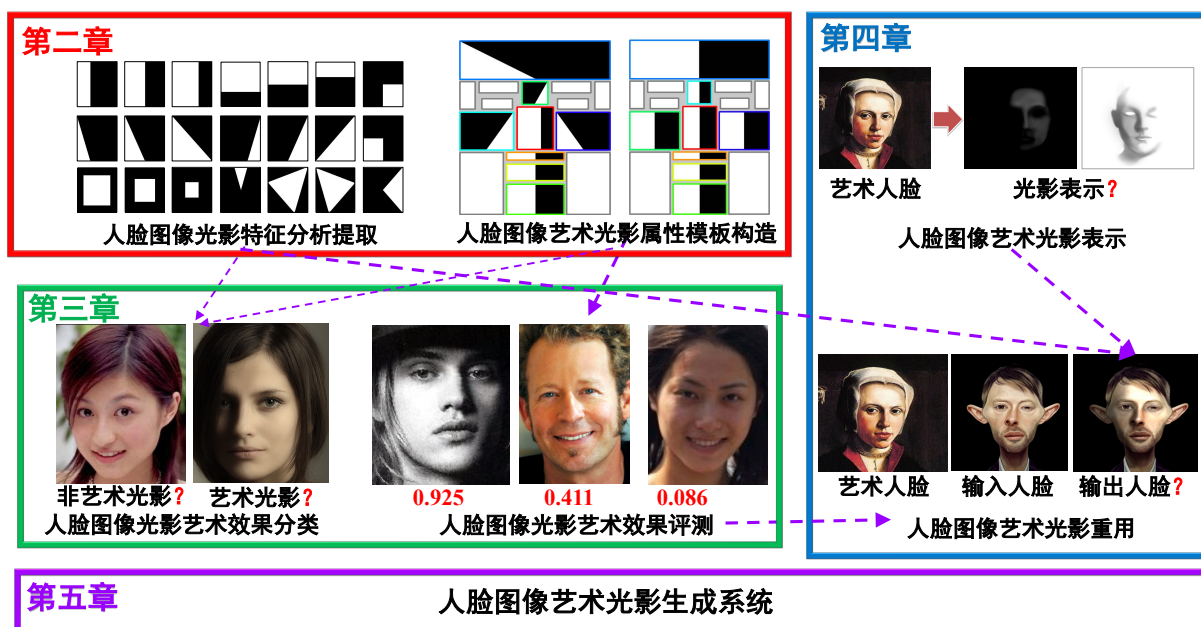 第二章
人脸图像光影特征分析提取
人脸图像艺术光影属性模板构造
第三章
非艺术光影?
艺术光影?
人脸图像光影艺术效果分类
0.925
0.411
0.086
人脸图像光影艺术效果评测
第四章
艺术人脸
光影表示?
人脸图像艺术光影表示
艺术人脸
输入人脸
输出人脸?
人脸图像艺术光影重用
第五章
人脸图像艺术光影生成系统